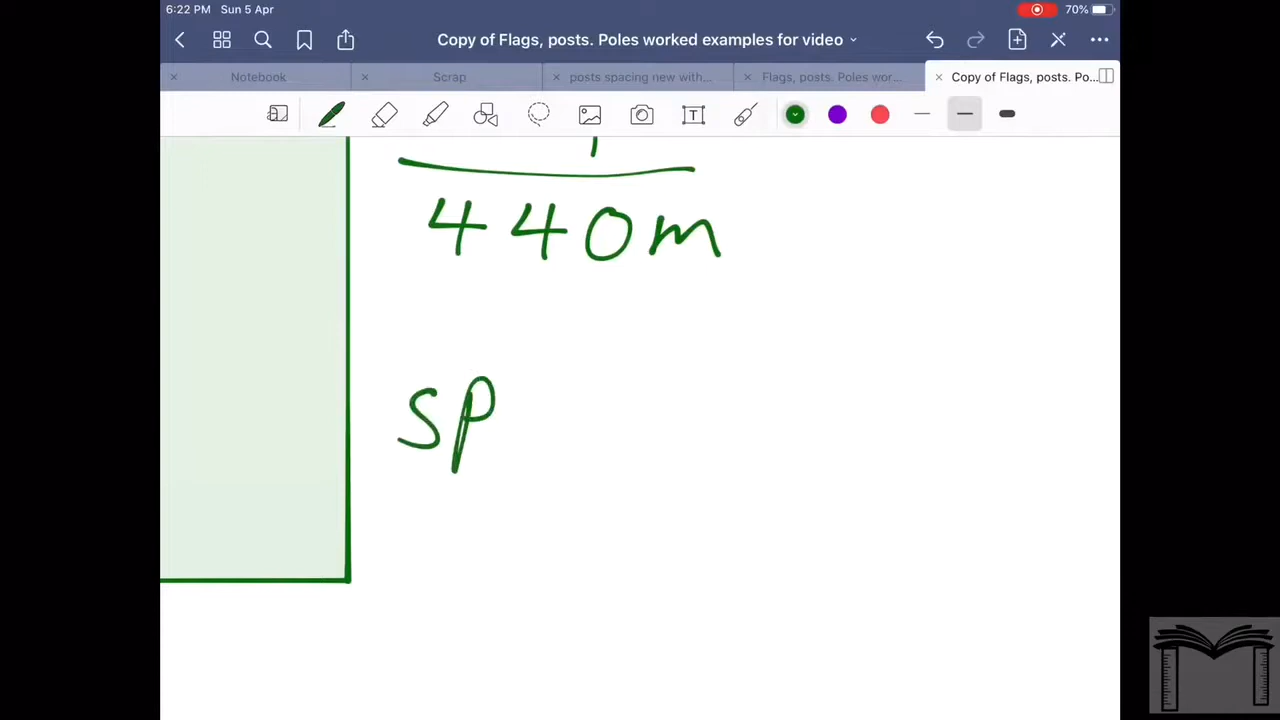 6:22 PM Sun 5 Apr 70%
Copy of Flags, posts. Poles worked examples for video
Notebook Scrap posts spacing new with... Flags, posts. Poles wor... Copy of Flags, posts. Po...
T
440m
SP